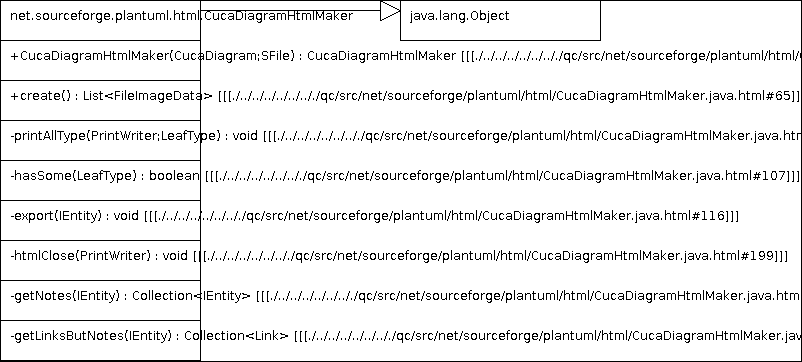 net.sourceforge.plantuml.html.CucaDiagramHtmlMaker
java.lang.Object
+CucaDiagramHtmlMaker(CucaDiagram;SFile) : CucaDiagramHtmlMaker [[[./../../../../../../qc/src/net/sourceforge/plantuml/html/
+create() : List<FileImageData> [[[./../../../../../../qc/src/net/sourceforge/plantuml/html/CucaDiagramHtmlMaker.java.html#65]]]
-printAllType(PrintWriter;LeafType) : void [[[./../../../../../../qc/src/net/sourceforge/plantuml/html/CucaDiagramHtmlMaker.java.htm
-hasSome(LeafType) : boolean [[[./../../../../../../qc/src/net/sourceforge/plantuml/html/CucaDiagramHtmlMaker.java.html#107]]]
-export(IEntity) : void [[[./../../../../../../qc/src/net/sourceforge/plantuml/html/CucaDiagramHtmlMaker.java.html#116]]]
-htmlClose(PrintWriter) : void [[[./../../../../../../qc/src/net/sourceforge/plantuml/html/CucaDiagramHtmlMaker.java.html#199]]]
-getNotes(IEntity) : Collection<IEntity> [[[./../../../../../../qc/src/net/sourceforge/plantuml/html/CucaDiagramHtmlMaker.java.htm
-getLinksButNotes(IEntity) : Collection<Link> [[[./../../../../../../qc/src/net/sourceforge/plantuml/html/CucaDiagramHtmlMaker.jav